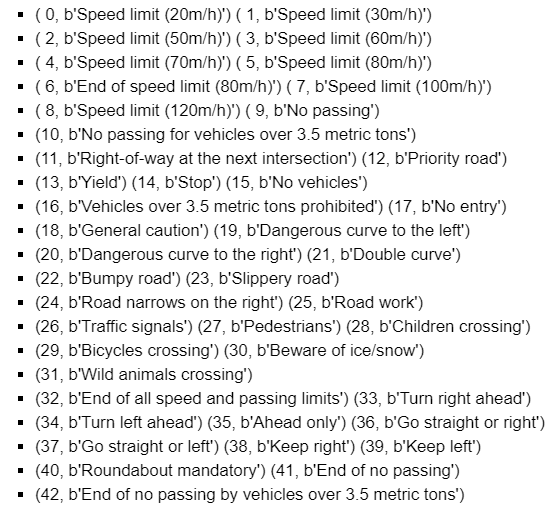 ( 0, b'Speed limit (20m/h)') ( 1, b'Speed limit (30m/h)')
( 2, b'Speed limit (50m/h)') ( 3, b'Speed limit (60m/h)')
( 4, b'Speed limit (70m/h)') ( 5, b'Speed limit (80m/h)')
( 6, b'End of speed limit (80m/h)') ( 7, b'Speed limit (100m/h)')
( 8, b'Speed limit (120m/h)') ( 9, b'No passing')
(10, b'No passing for vehicles over 3.5 metric tons')
(11, b'Right-of-way at the next intersection') (12, b'Priority road')
(13, b'Yield') (14, b'Stop') (15, b'No vehicles')
(16, b'Vehicles over 3.5 metric tons prohibited') (17, b'No entry')
(18, b'General caution') (19, b'Dangerous curve to the left')
(20, b'Dangerous curve to the right') (21, b'Double curve')
(22, b'Bumpy road') (23, b'Slippery road')
(24, b'Road narrows on the right') (25, b'Road work')
(26, b'Traffic signals') (27, b'Pedestrians') (28, b'Children crossing')
(29, b'Bicycles crossing') (30, b'Beware of ice/snow')
(31, b'Wild animals crossing')
(32, b'End of all speed and passing limits') (33, b'Turn right ahead')
(34, b'Turn left ahead') (35, b'Ahead only') (36, b'Go straight or right')
(37, b'Go straight or left') (38, b'Keep right') (39, b'Keep left')
(40, b'Roundabout mandatory') (41, b'End of no passing')
(42, b'End of no passing by vehicles over 3.5 metric tons')